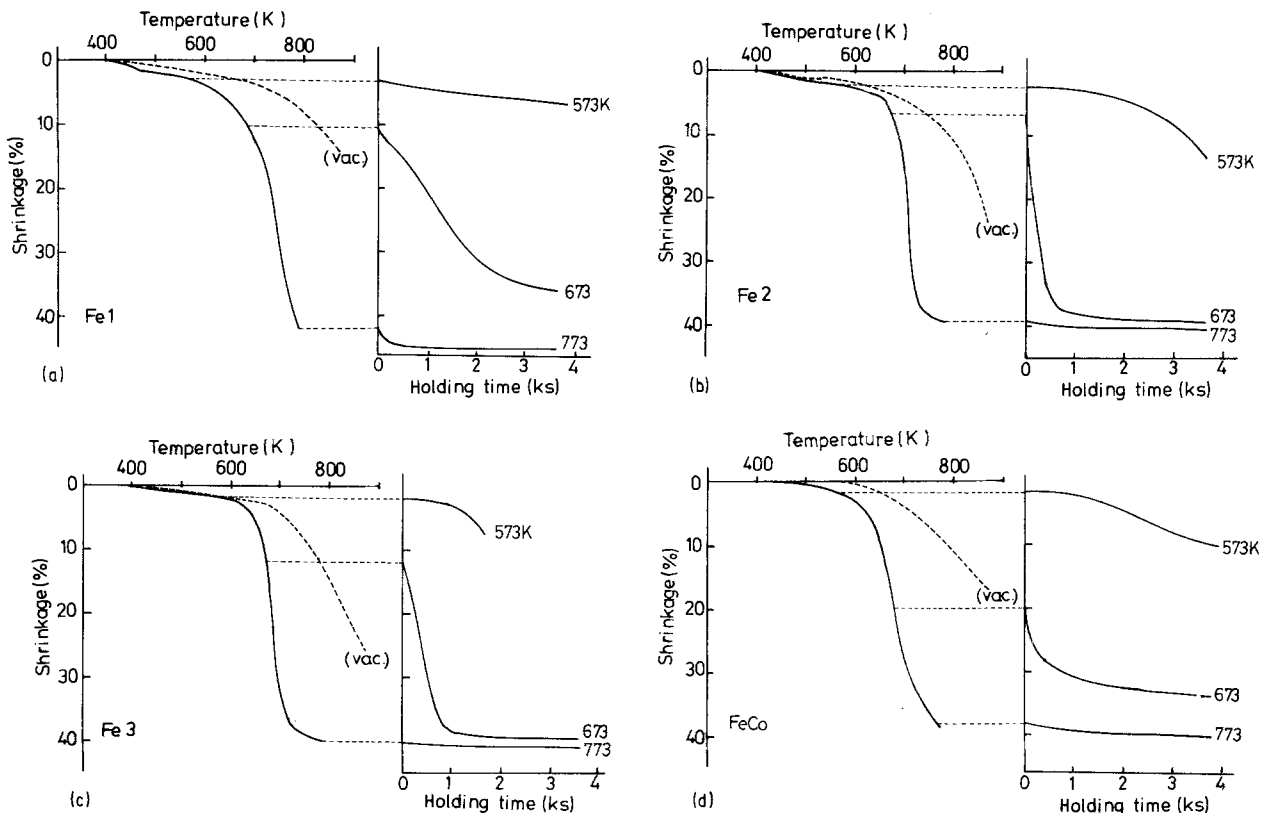 Temperature (K)
400 600 800
0
10
20
30
40
Shrinkage (%)
(vac.)
Fe1
573K
673
773
0 1 2 3 4
Holding time (ks)
(a)
Temperature (K)
400 600 800
0
10
20
30
40
Shrinkage (%)
(vac.)
Fe 2
573K
673
773
0 1 2 3 4
Holding time (ks)
(b)
Temperature (K)
400 600 800
0
10
20
30
40
Shrinkage (%)
(vac.)
Fe 3
573K
673
773
0 1 2 3 4
Holding time (ks)
(c)
Temperature (K)
400 600 800
0
10
20
30
40
Shrinkage (%)
(vac.)
FeCo
573K
673
773
0 1 2 3 4
Holding time (ks)
(d)